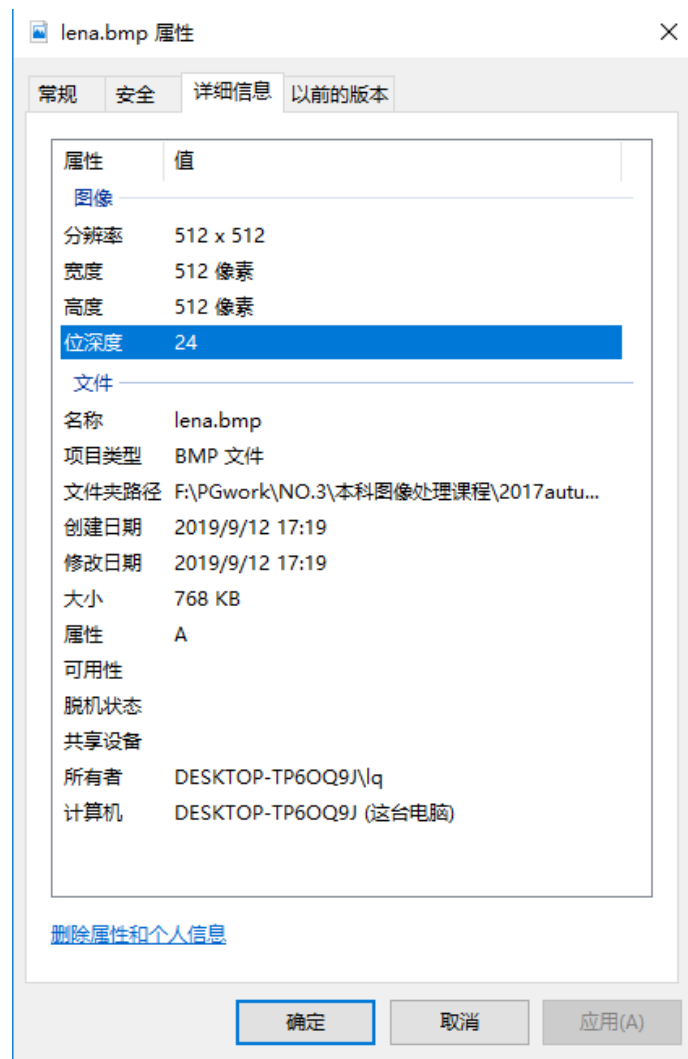 lena.bmp 属性
常规 安全 详细信息 以前的版本
属性 值
图像
分辨率 512 x 512
宽度 512 像素
高度 512 像素
位深度 24
文件
名称 lena.bmp
项目类型 BMP 文件
文件夹路径 F:\PGwork\NO.3\本科图像处理课程\2017autu...
创建日期 2019/9/12 17:19
修改日期 2019/9/12 17:19
大小 768 KB
属性 A
可用性
脱机状态
共享设备
所有者 DESKTOP-TP6OQ9J\lq
计算机 DESKTOP-TP6OQ9J (这台电脑)
删除属性和个人信息
确定 取消 应用(A)